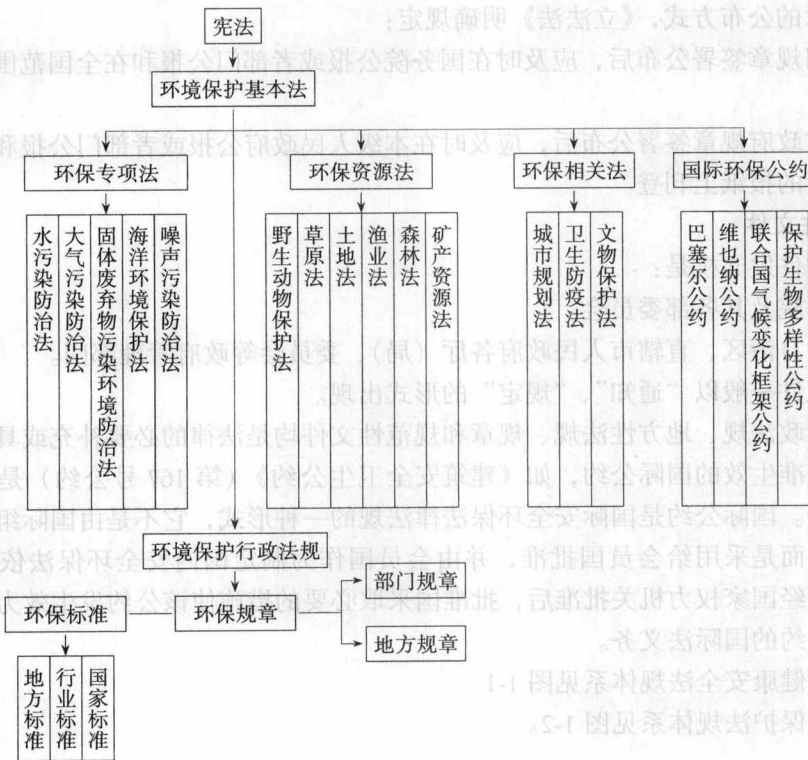 宪法
环境保护基本法
环保专项法
环保资源法
环保相关法
国际环保公约
水污染防治法
大气污染防治法
固体废弃物污染环境防治法
海洋环境保护法
噪声污染防治法
野生动物保护法
草原法
土地法
渔业法
森林法
矿产资源法
城市规划法
卫生防疫法
文物保护法
巴塞尔公约
维也纳公约
联合国气候变化框架公约
保护生物多样性公约
环境保护行政法规
环保标准
环保规章
部门规章
地方规章
地方标准
行业标准
国家标准